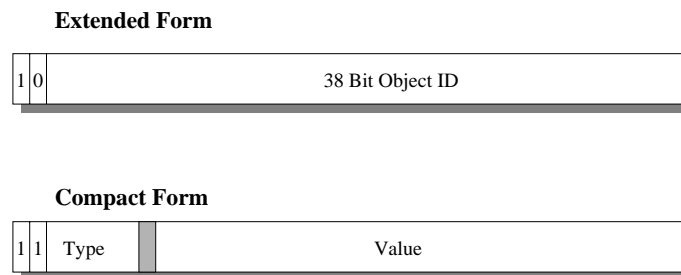 Extended Form
1 0 38 Bit Object ID
Compact Form
1 1 Type Value